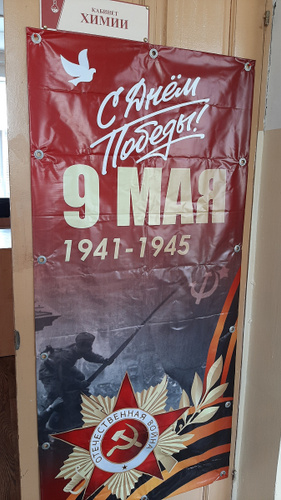 КАБИНЕТ
ХИМИИ
С Днём
Победы!
9 МАЯ
1941-1945
ОТЕЧЕСТВЕННАЯ ВОЙНА